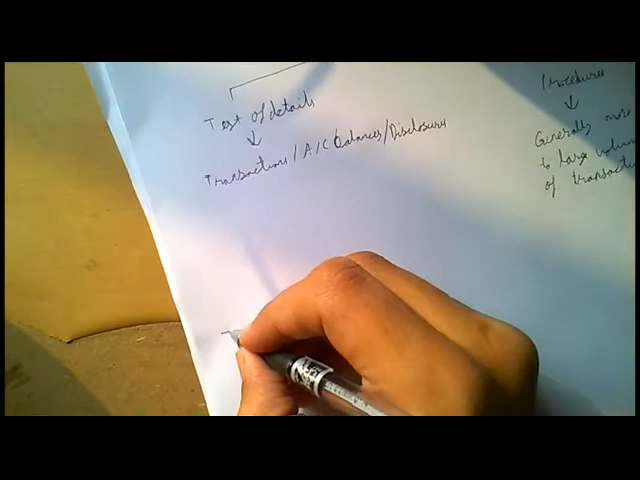 Test of details
Transactions / A/C balances / Disclosures
Procedures
Generally more
to large volume
of transactio